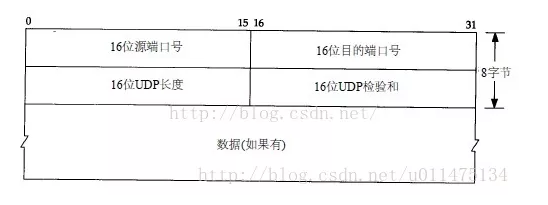 0 15 16 31
16位源端口号 16位目的端口号
8字节
16位UDP长度 16位UDP检验和
http://blog.csdn.net/
数据(如果有)
http://blog.csdn.net/u011475134